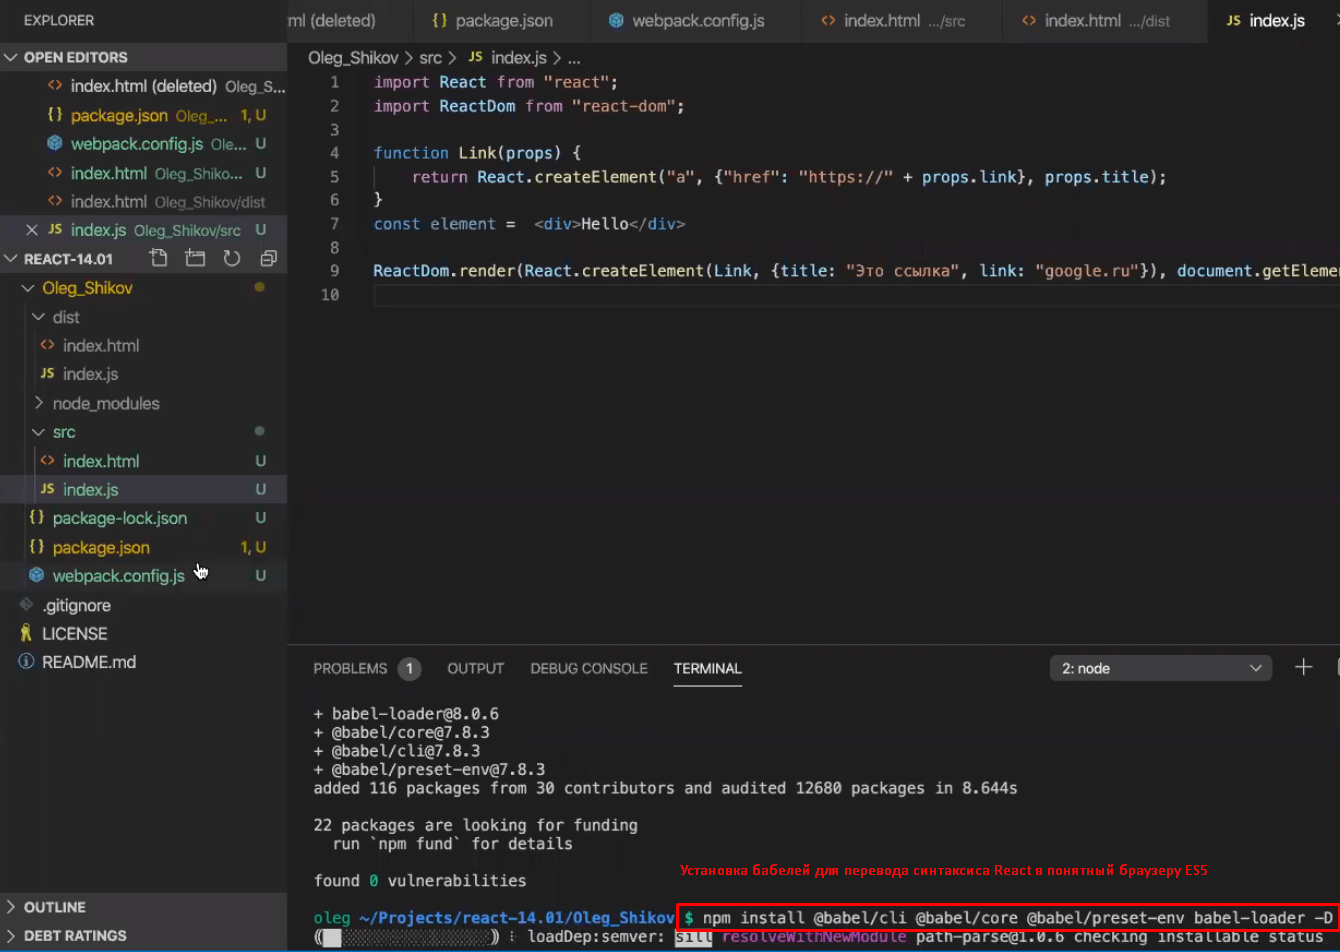 EXPLORER
ml (deleted)
{} package.json
webpack.config.js
<> index.html .../src
<> index.html .../dist
JS index.js
OPEN EDITORS
<> index.html (deleted) Oleg_S...
{} package.json Oleg_... 1, U
webpack.config.js Ole... U
<> index.html Oleg_Shiko... U
<> index.html Oleg_Shikov/dist
JS index.js Oleg_Shikov/src U
REACT-14.01
Oleg_Shikov
dist
<> index.html
JS index.js
node_modules
src
<> index.html U
JS index.js U
{} package-lock.json U
{} package.json 1, U
webpack.config.js U
.gitignore
LICENSE
README.md
OUTLINE
DEBT RATINGS
Oleg_Shikov > src > JS index.js > ...
1 import React from "react";
2 import ReactDom from "react-dom";
3
4 function Link(props) {
5 return React.createElement("a", {"href": "https://" + props.link}, props.title);
6 }
7 const element = <div>Hello</div>
8
9 ReactDom.render(React.createElement(Link, {title: "Это ссылка", link: "google.ru"}), document.getEleme
10
PROBLEMS 1 OUTPUT DEBUG CONSOLE TERMINAL 2: node
+ babel-loader@8.0.6
+ @babel/core@7.8.3
+ @babel/cli@7.8.3
+ @babel/preset-env@7.8.3
added 116 packages from 30 contributors and audited 12680 packages in 8.644s
22 packages are looking for funding
run `npm fund` for details
found 0 vulnerabilities
Установка бабелей для перевода синтаксиса React в понятный браузеру ES5
oleg ~/Projects/react-14.01/Oleg_Shikov $ npm install @babel/cli @babel/core @babel/preset-env babel-loader -D
loadDep:semver: sill resolveWithNewModule path-parse@1.0.6 checking installable status